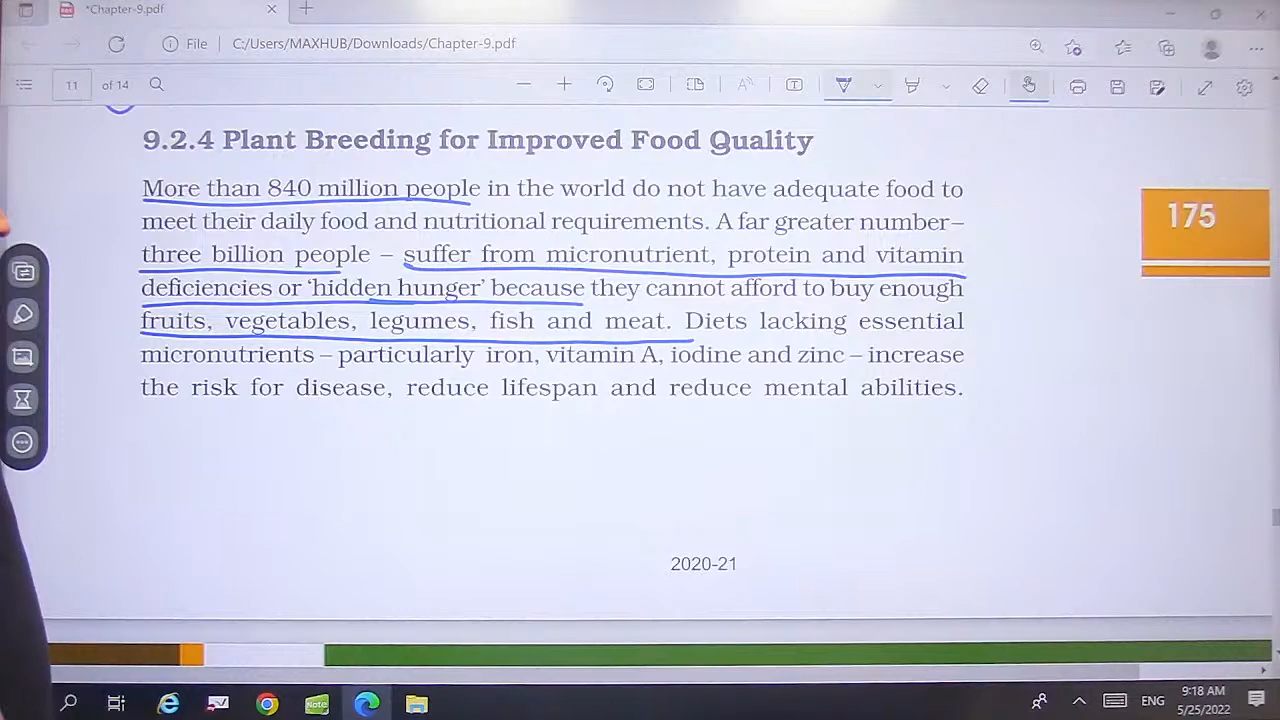 *Chapter-9.pdf
File C:/Users/MAXHUB/Downloads/Chapter-9.pdf
11 of 14
9.2.4 Plant Breeding for Improved Food Quality
More than 840 million people in the world do not have adequate food to
meet their daily food and nutritional requirements. A far greater number–
three billion people – suffer from micronutrient, protein and vitamin
deficiencies or ‘hidden hunger’ because they cannot afford to buy enough
fruits, vegetables, legumes, fish and meat. Diets lacking essential
micronutrients – particularly iron, vitamin A, iodine and zinc – increase
the risk for disease, reduce lifespan and reduce mental abilities.
175
2020-21
Note
ENG
9:18 AM
5/25/2022